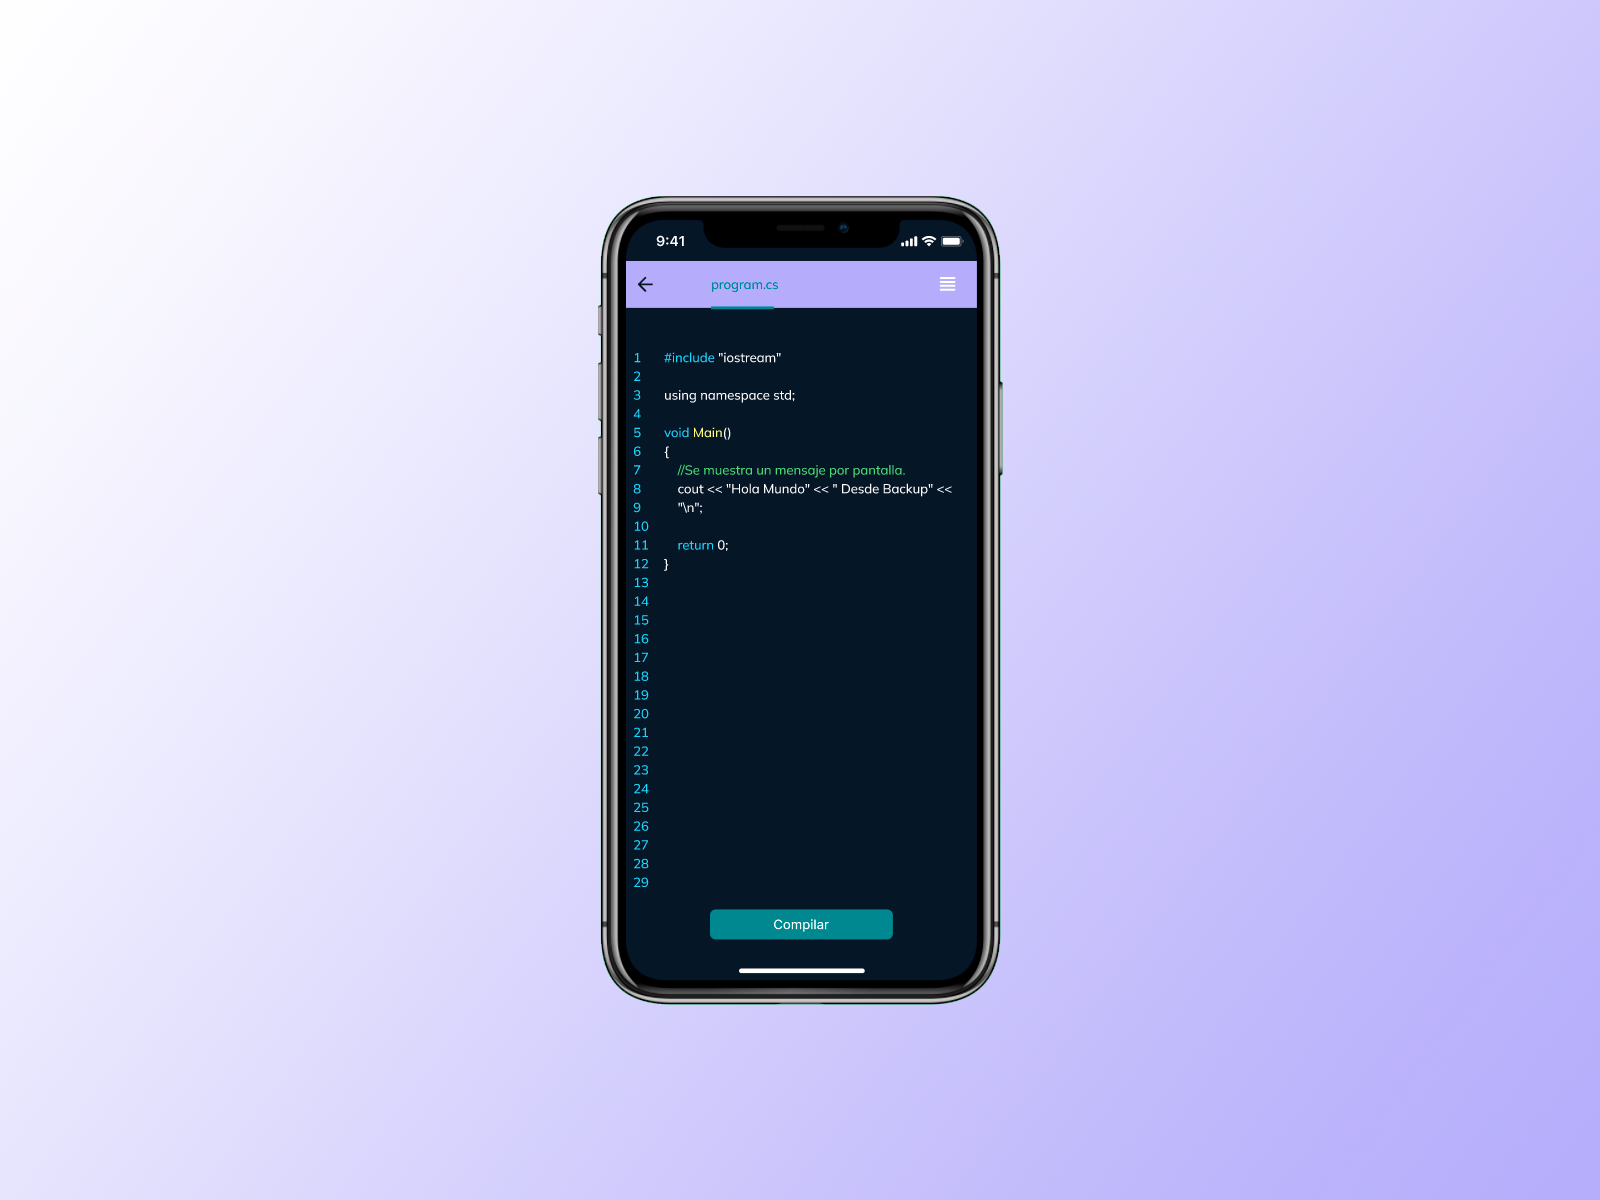 9:41
program.cs
1 #include "iostream"
2
3 using namespace std;
4
5 void Main()
6 {
7 //Se muestra un mensaje por pantalla.
8 cout << "Hola Mundo" << " Desde Backup" <<
9 "\n";
10
11 return 0;
12 }
13
14
15
16
17
18
19
20
21
22
23
24
25
26
27
28
29
Compilar